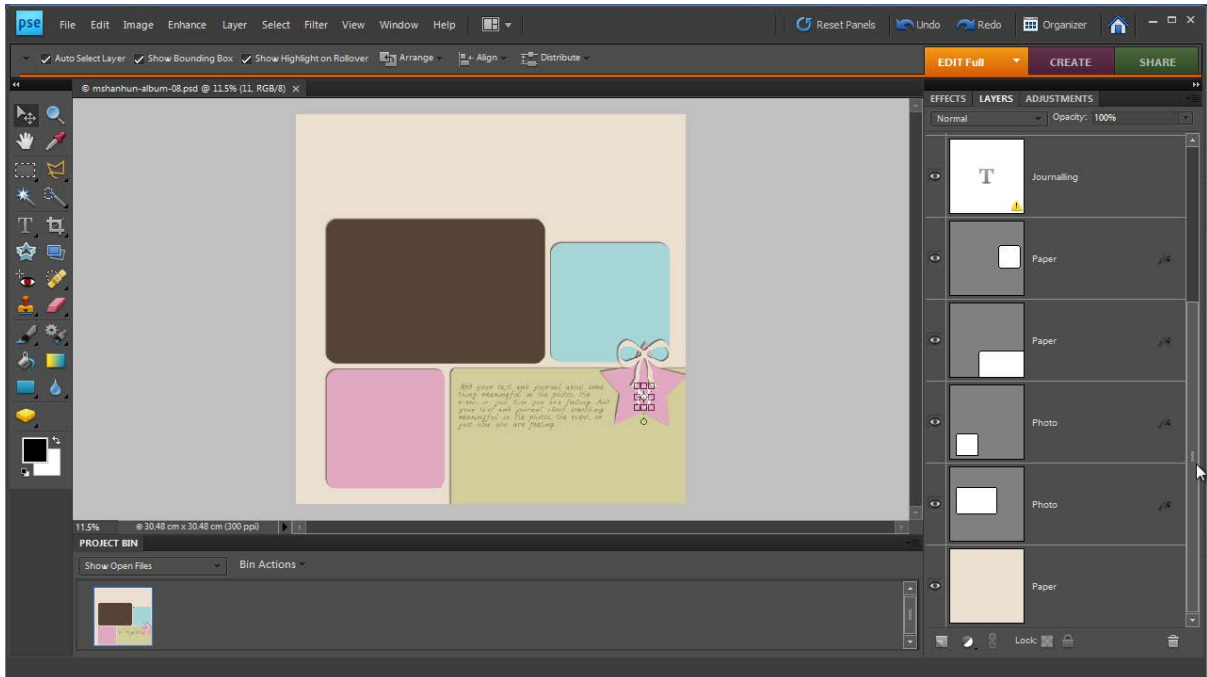 pse File Edit Image Enhance Layer Select Filter View Window Help Reset Panels Undo Redo Organizer
Auto Select Layer Show Bounding Box Show Highlight on Rollover Arrange Align Distribute EDIT Full CREATE SHARE
mshanhun-album-08.psd @ 11.5% (11, RGB/8) EFFECTS LAYERS ADJUSTMENTS
Normal Opacity: 100%
T Journalling
Paper
Paper
Add your text and journal about some
thing meaningful in the photos, the
event, or just how you are feeling. Add
your text and journal about something
meaningful in the photos, the event, or
just how you are feeling.
Photo
Photo
11.5% 30.48 cm x 30.48 cm (300 ppi)
PROJECT BIN
Show Open Files Bin Actions
Paper
Lock: